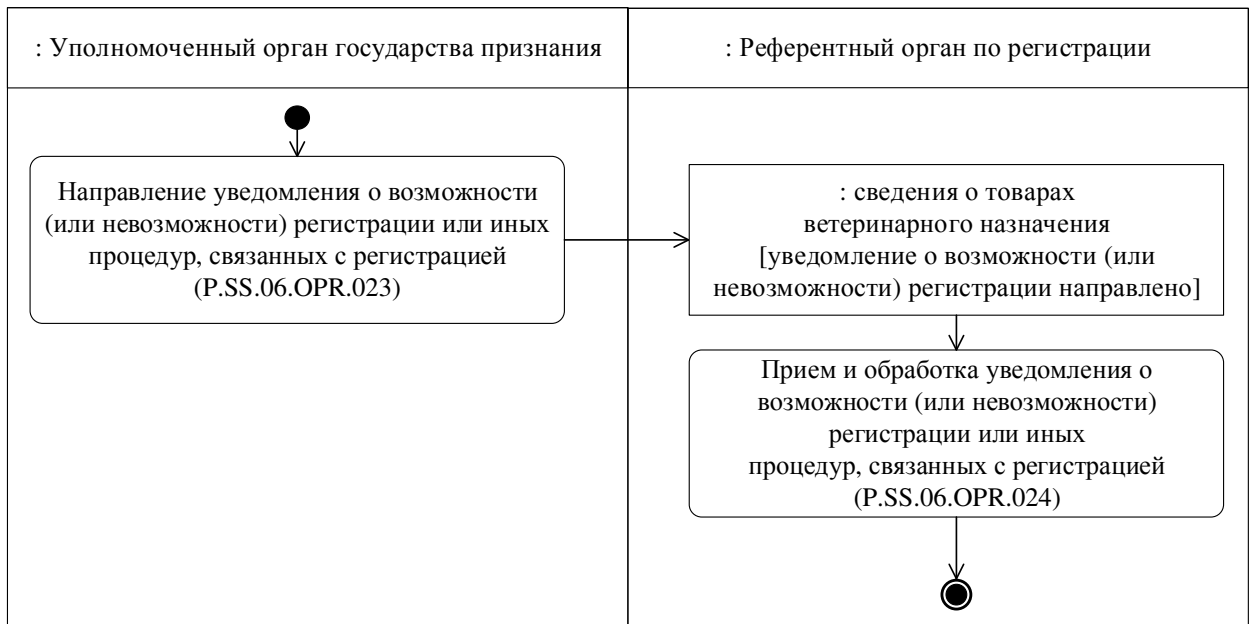 : Уполномоченный орган государства признания
: Референтный орган по регистрации
Направление уведомления о возможности
(или невозможности) регистрации или иных
процедур, связанных с регистрацией
(P.SS.06.OPR.023)
: сведения о товарах
ветеринарного назначения
[уведомление о возможности (или
невозможности) регистрации направлено]
Прием и обработка уведомления о
возможности (или невозможности)
регистрации или иных
процедур, связанных с регистрацией
(P.SS.06.OPR.024)